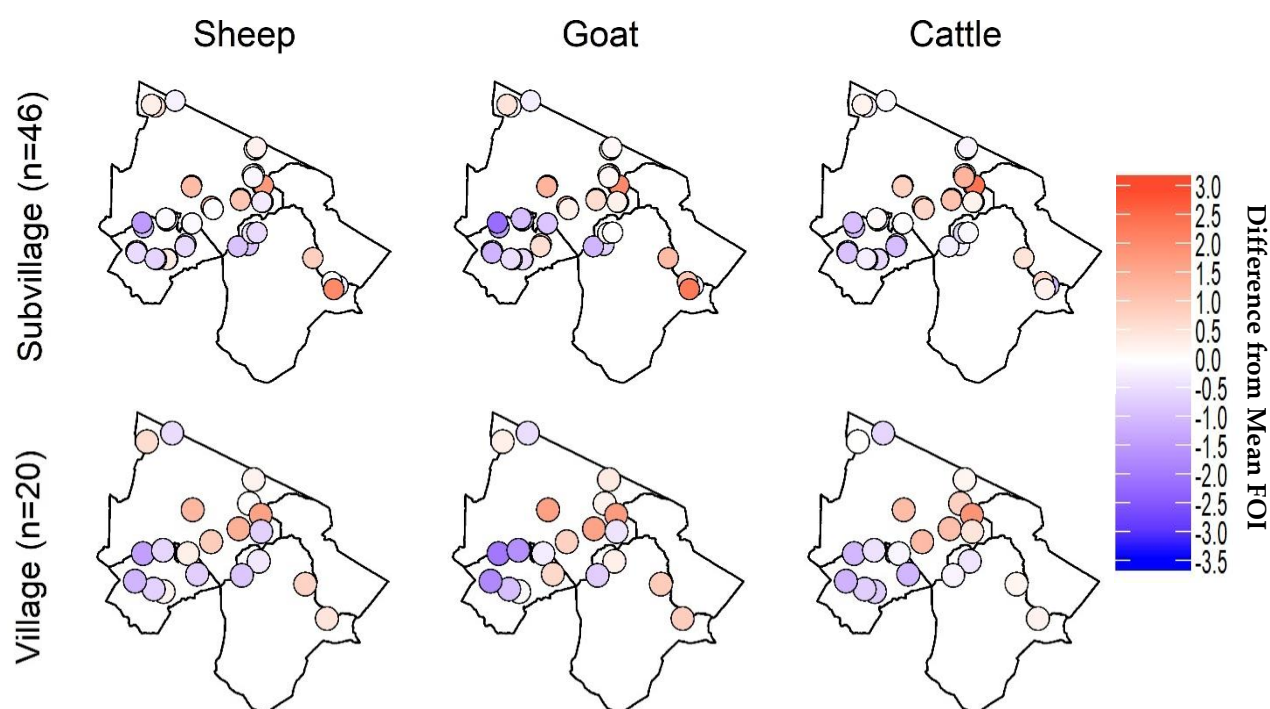 Sheep
Goat
Cattle
Subvillage (n=46)
Village (n=20)
3.0
2.5
2.0
1.5
1.0
0.5
0.0
-0.5
-1.0
-1.5
-2.0
-2.5
-3.0
-3.5
Difference from Mean FOI